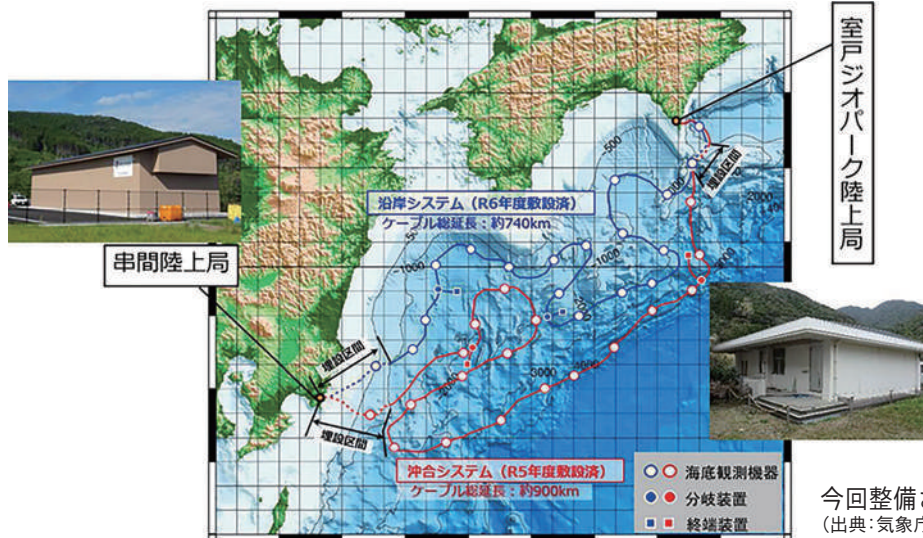 室戸ジオパーク陸上局
-500
埋設区間
-2000
沿岸システム（R6年度敷設済）
ケーブル総延長：約740km
串間陸上局
-1000
-1000
埋設区間
-2000
-3000
埋設区間
沖合システム（R5年度敷設済）
ケーブル総延長：約900km
海底観測機器
分岐装置
終端装置
今回整備
（出典：気象庁